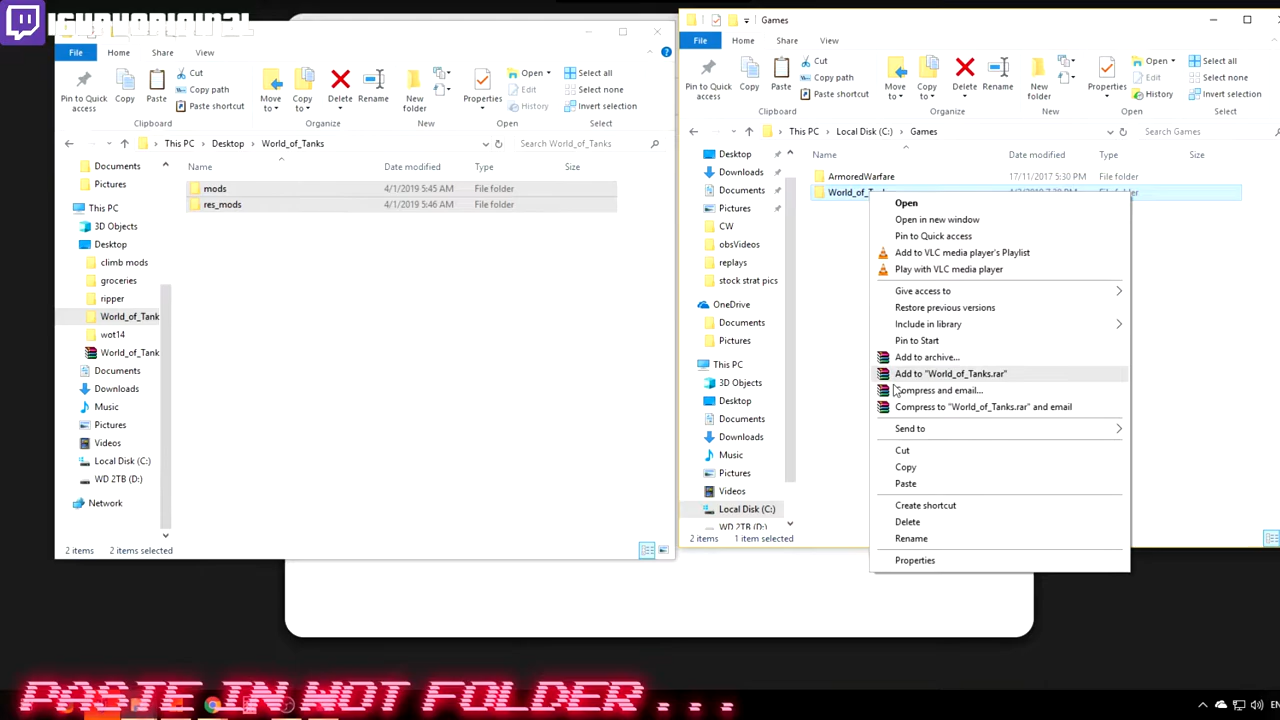 Games
File
Home
Share
View
File
Home
Share
View
Pin to Quick access
Copy
Paste
Cut
Copy path
Paste shortcut
Move to
Copy to
Delete
Rename
New folder
Properties
Open
Edit
History
Select all
Select none
Invert selection
Clipboard
Organize
New
Open
Select
Pin to Quick access
Copy
Paste
Cut
Copy path
Paste shortcut
Move to
Copy to
Delete
Rename
New folder
Properties
Open
Edit
History
Select all
Select none
Invert selection
Clipboard
Organize
New
Open
Select
This PC > Desktop > World_of_Tanks
Search World_of_Tanks
This PC > Local Disk (C:) > Games
Search Games
Name
Date modified
Type
Size
mods 4/1/2019 5:45 AM File folder
res_mods 4/1/2019 5:46 AM File folder
Documents
Pictures
This PC
3D Objects
Desktop
climb mods
groceries
ripper
World_of_Tank
wot14
World_of_Tank
Documents
Downloads
Music
Pictures
Videos
Local Disk (C:)
WD 2TB (D:)
Network
2 items
2 items selected
Name
Date modified
Type
Size
ArmoredWarfare 17/11/2017 5:30 PM File folder
Desktop
Downloads
Documents
Pictures
CW
obsVideos
replays
stock strat pics
OneDrive
Documents
Pictures
This PC
3D Objects
Desktop
Documents
Downloads
Music
Pictures
Videos
Local Disk (C:)
WD 2TB (D:)
2 items
1 item selected
Open
Open in new window
Pin to Quick access
Add to VLC media player's Playlist
Play with VLC media player
Give access to
Restore previous versions
Include in library
Pin to Start
Add to archive...
Add to "World_of_Tanks.rar"
Compress and email...
Compress to "World_of_Tanks.rar" and email
Send to
Cut
Copy
Paste
Create shortcut
Delete
Rename
Properties
PASTE IN WOT FOLDER . . .